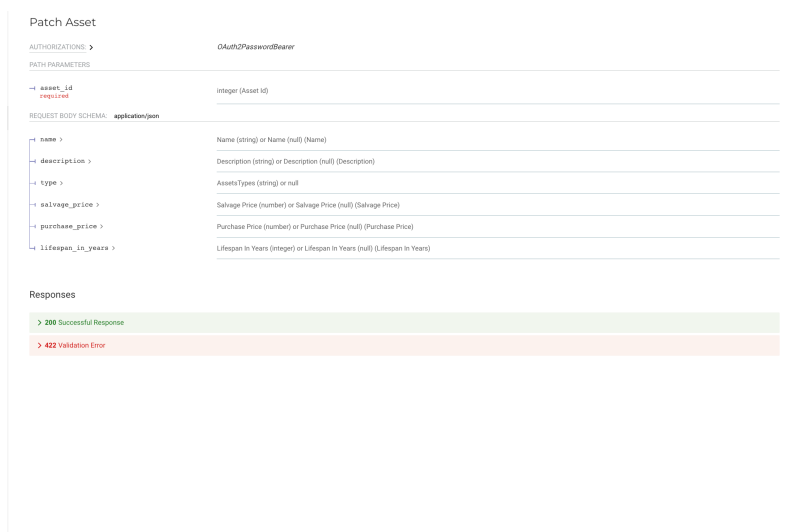 Patch Asset
AUTHORIZATIONS: > OAuth2PasswordBearer
PATH PARAMETERS
asset_id integer (Asset Id)
required
REQUEST BODY SCHEMA: application/json
name > Name (string) or Name (null) (Name)
description > Description (string) or Description (null) (Description)
type > AssetsTypes (string) or null
salvage_price > Salvage Price (number) or Salvage Price (null) (Salvage Price)
purchase_price > Purchase Price (number) or Purchase Price (null) (Purchase Price)
lifespan_in_years > Lifespan In Years (integer) or Lifespan In Years (null) (Lifespan In Years)
Responses
> 200 Successful Response
> 422 Validation Error